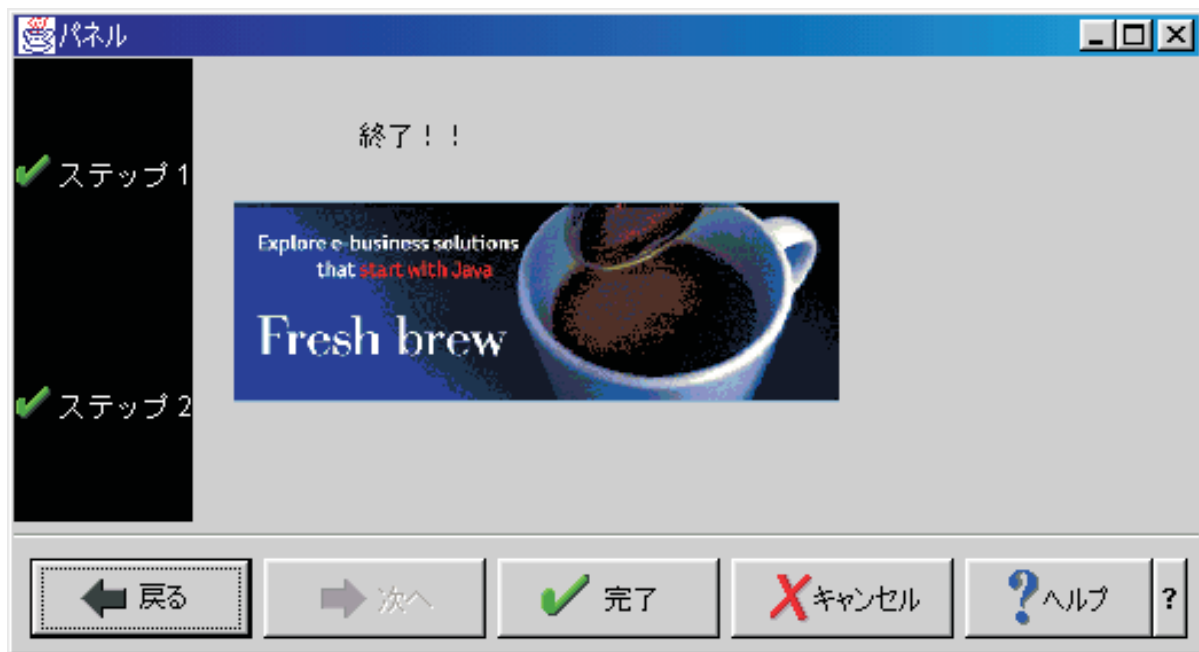 パネル
ステップ 1
ステップ 2
終了！！
Explore e-business solutions
that start with Java
Fresh brew
戻る
次へ
完了
キャンセル
ヘルプ
?